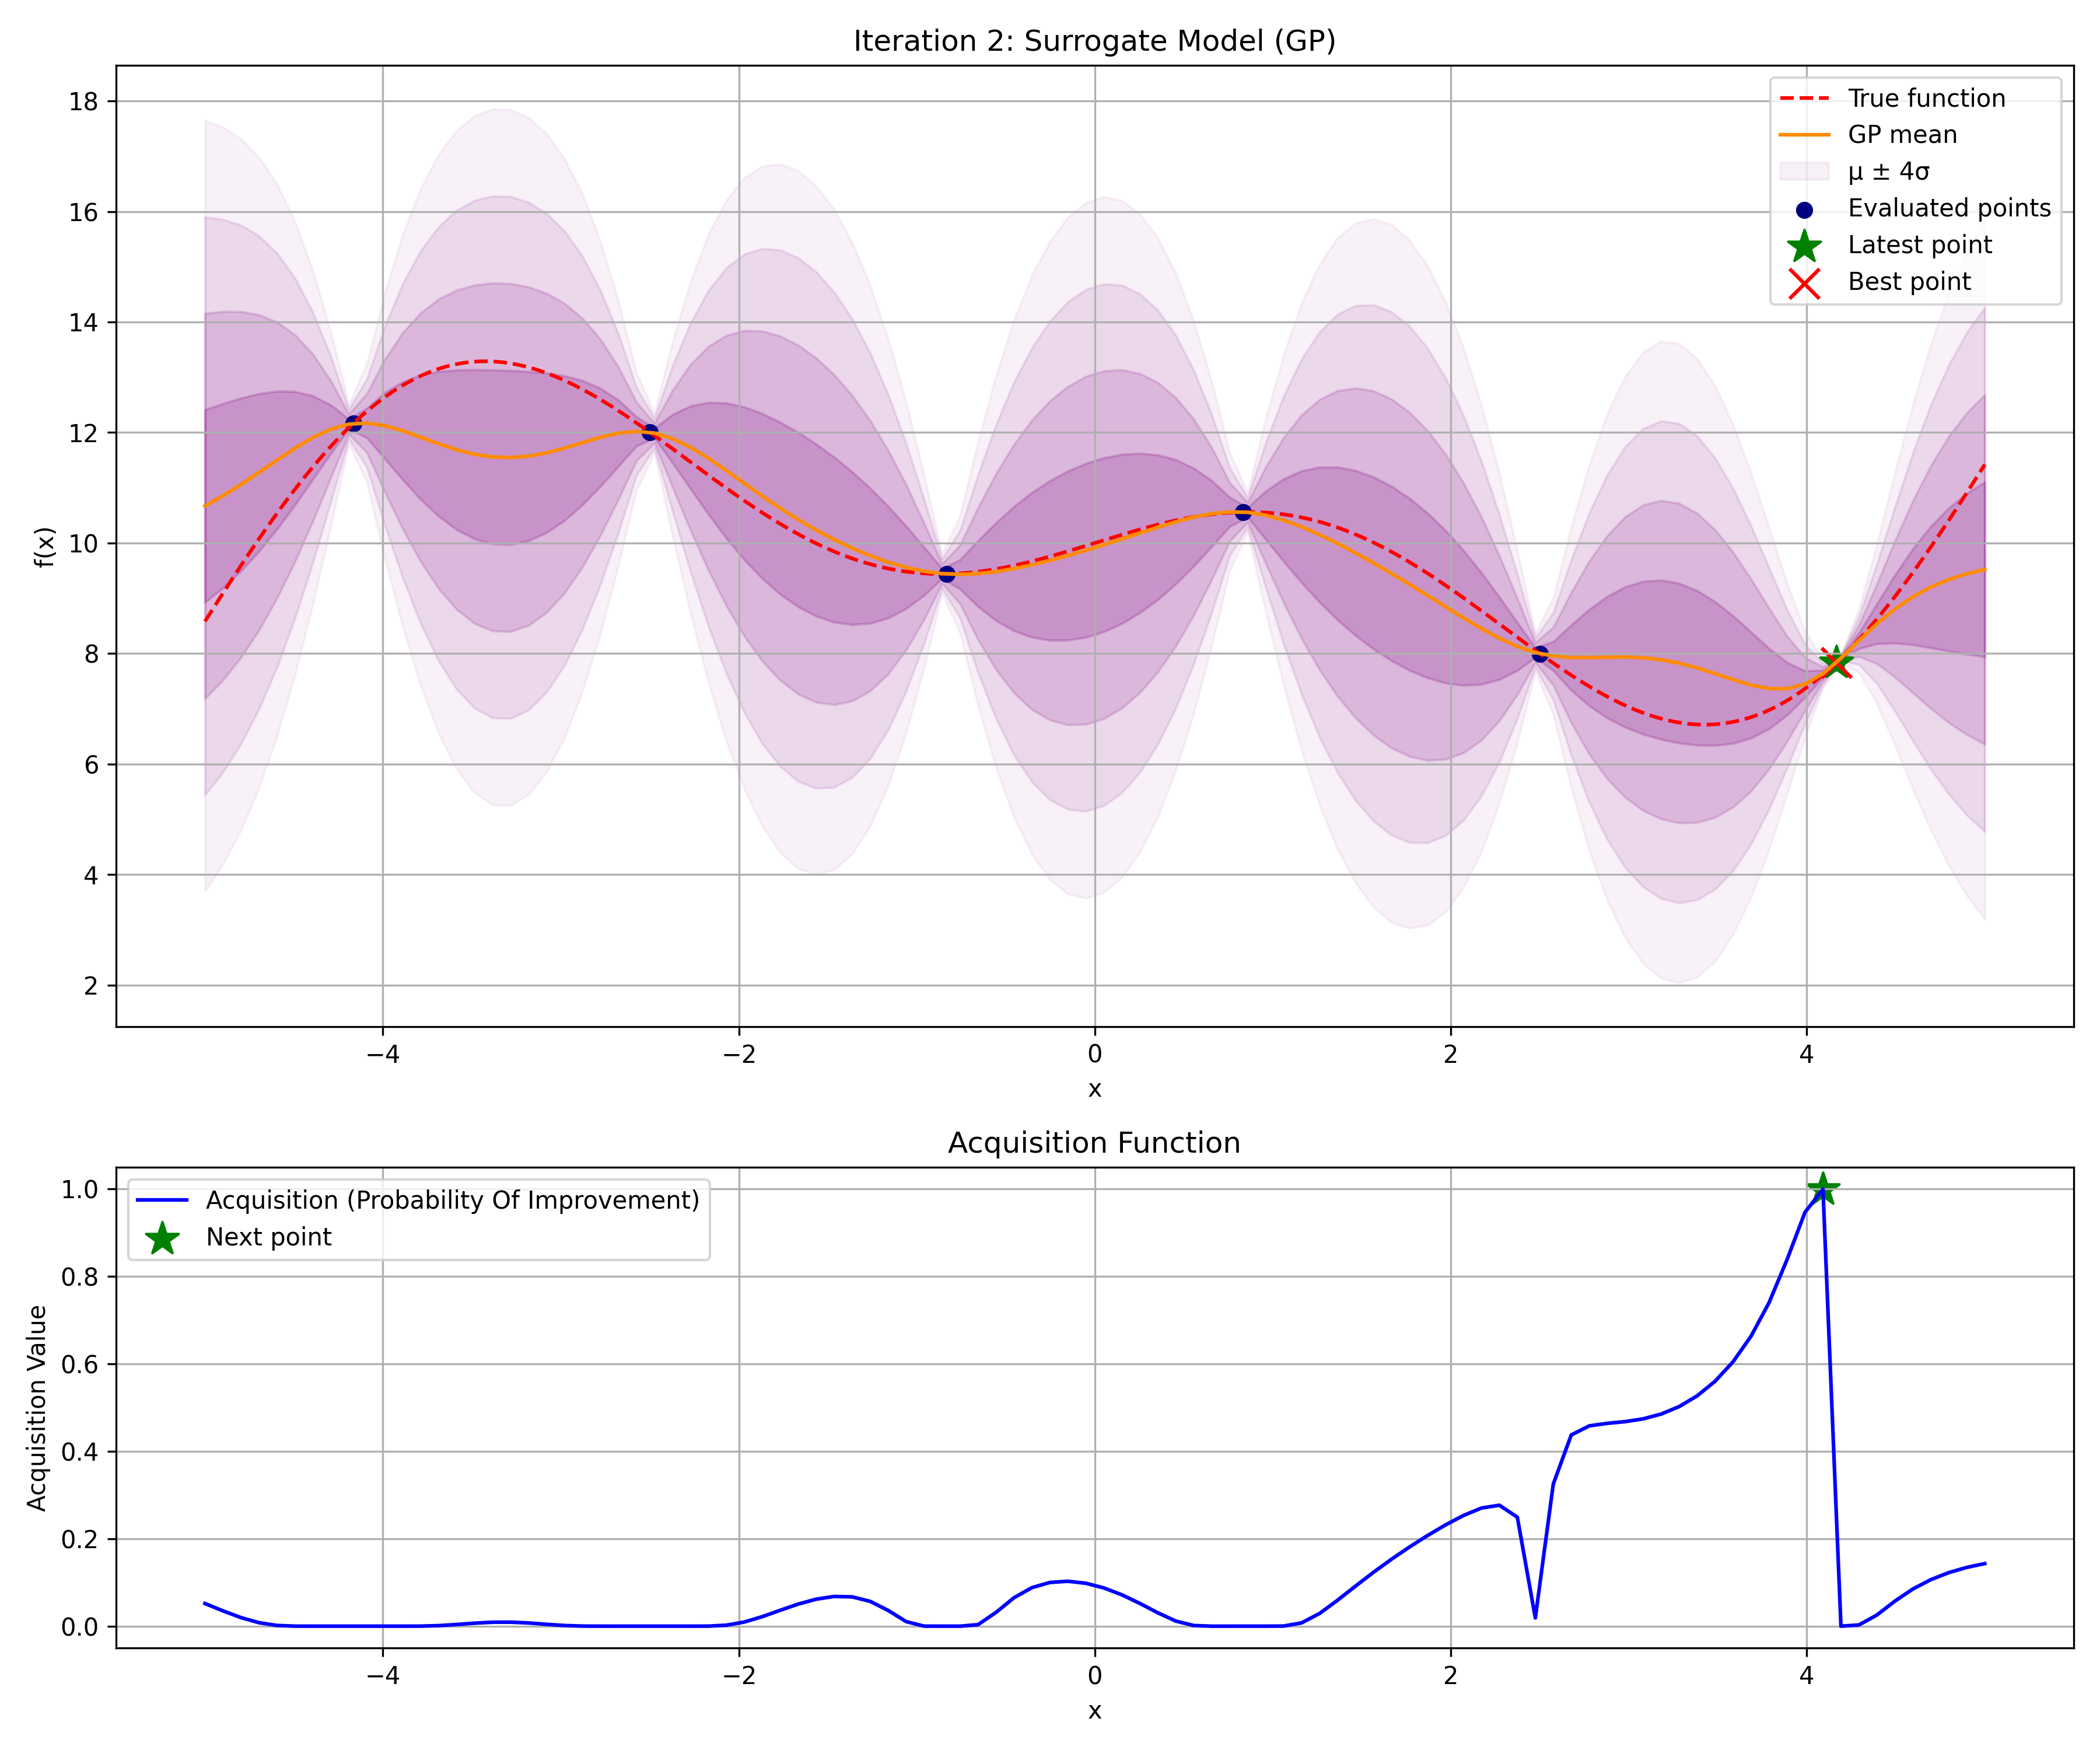 Iteration 2: Surrogate Model (GP)
f(x)
18
16
14
12
10
8
6
4
2
True function
GP mean
μ ± 4σ
Evaluated points
Latest point
Best point
−4
−2
0
2
4
x
Acquisition Function
Acquisition Value
1.0
0.8
0.6
0.4
0.2
0.0
Acquisition (Probability Of Improvement)
Next point
−4
−2
0
2
4
x